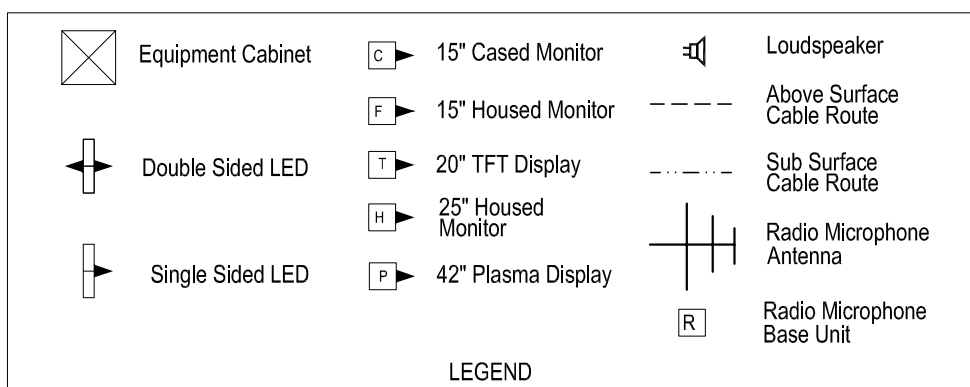 Equipment Cabinet
Double Sided LED
Single Sided LED
C 15" Cased Monitor
F 15" Housed Monitor
T 20" TFT Display
H 25" Housed
Monitor
P 42" Plasma Display
Loudspeaker
Above Surface
Cable Route
Sub Surface
Cable Route
Radio Microphone
Antenna
R Radio Microphone
Base Unit
LEGEND